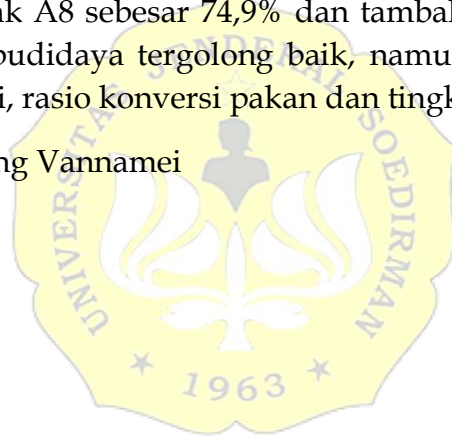 ak A8 sebesar 74,9% dan tambal
budidaya tergolong baik, namu
i, rasio konversi pakan dan tingk
ng Vannamei
UNIVERSITAS JENDERAL SOEDIRMAN
1963